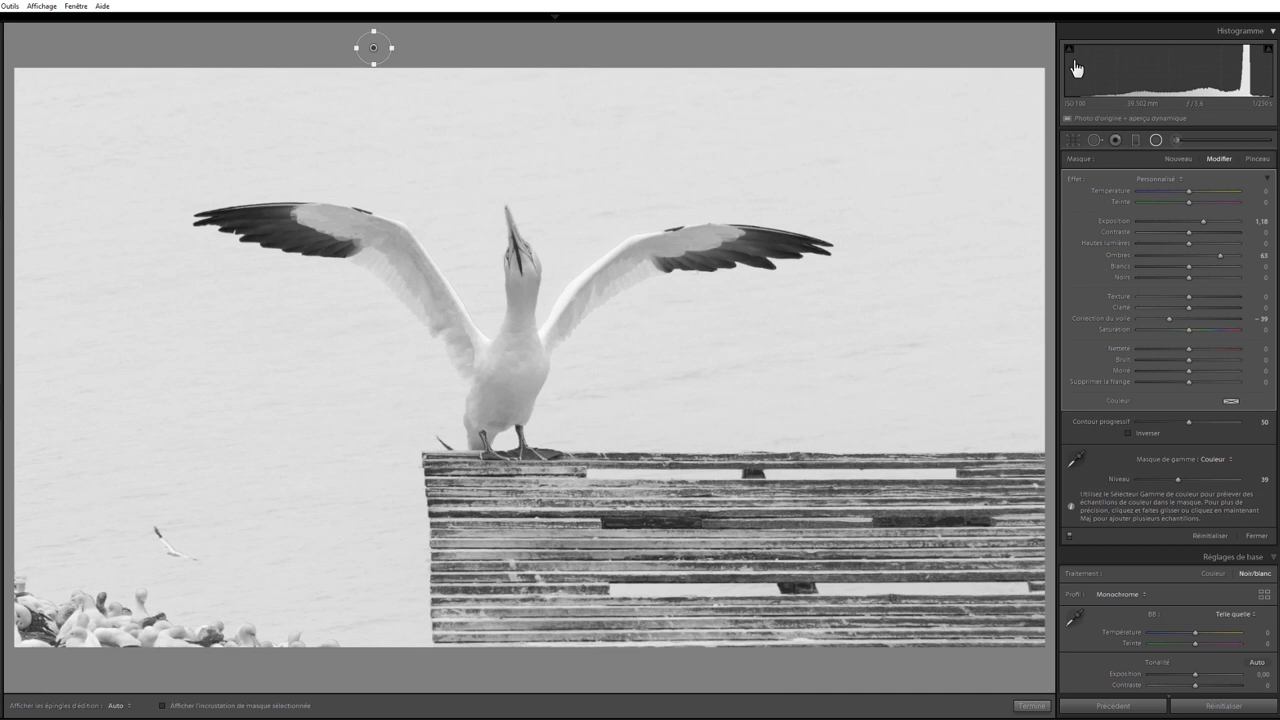 Outils Affichage Fenêtre Aide
Histogramme
ISO 100 39,502 mm ƒ / 3,6 1/250 s
Photo d'origine + aperçu dynamique
Masque : Nouveau Modifier Pinceau
Effet : Personnalisé
Température 0
Teinte 0
Exposition 1,18
Contraste 0
Hautes lumières 0
Ombres 63
Blancs 0
Noirs 0
Texture 0
Clarté 0
Correction du voile – 39
Saturation 0
Netteté 0
Bruit 0
Moiré 0
Supprimer la frange 0
Couleur
Contour progressif 50
Inverser
Masque de gamme : Couleur
Niveau 39
Utilisez le Sélecteur Gamme de couleur pour prélever des
échantillons de couleur dans le masque. Pour plus de
précision, cliquez et faites glisser ou cliquez en maintenant
Maj pour ajouter plusieurs échantillons.
Réinitialiser Fermer
Réglages de base
Traitement : Couleur Noir/blanc
Profil : Monochrome
BB : Telle quelle
Température 0
Teinte 0
Tonalité Auto
Exposition 0,00
Contraste 0
Afficher les épingles d'édition : Auto Afficher l'incrustation de masque sélectionnée Terminé
Précédent Réinitialiser